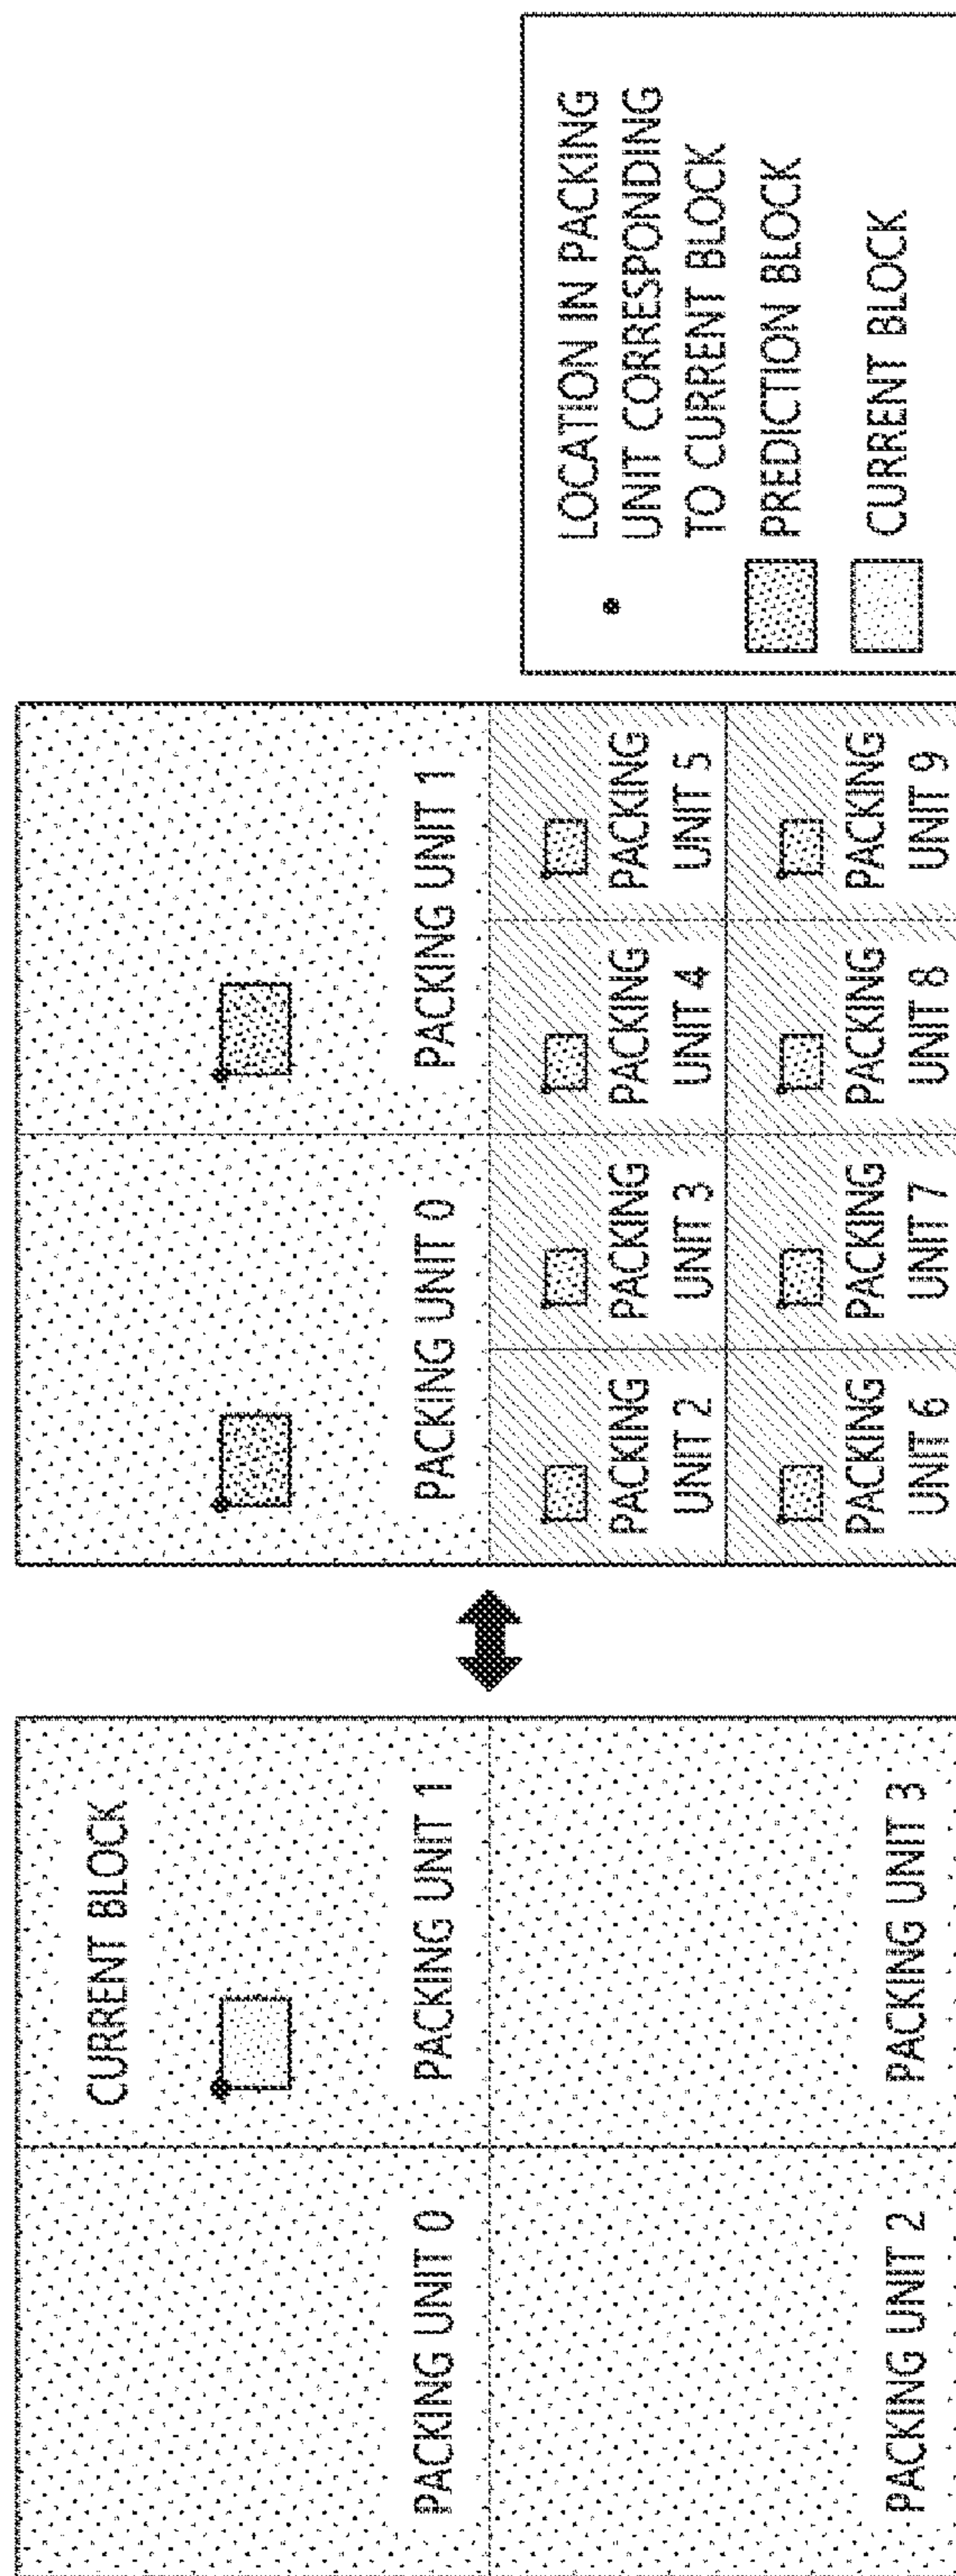 CURRENT BLOCK
PACKING UNIT 0
PACKING UNIT 1
PACKING UNIT 2
PACKING UNIT 3
PACKING UNIT 0
PACKING UNIT 1
PACKING
UNIT 2
PACKING
UNIT 3
PACKING
UNIT 4
PACKING
UNIT 5
PACKING
UNIT 6
PACKING
UNIT 7
PACKING
UNIT 8
PACKING
UNIT 9
LOCATION IN PACKING
UNIT CORRESPONDING
TO CURRENT BLOCK
PREDICTION BLOCK
CURRENT BLOCK